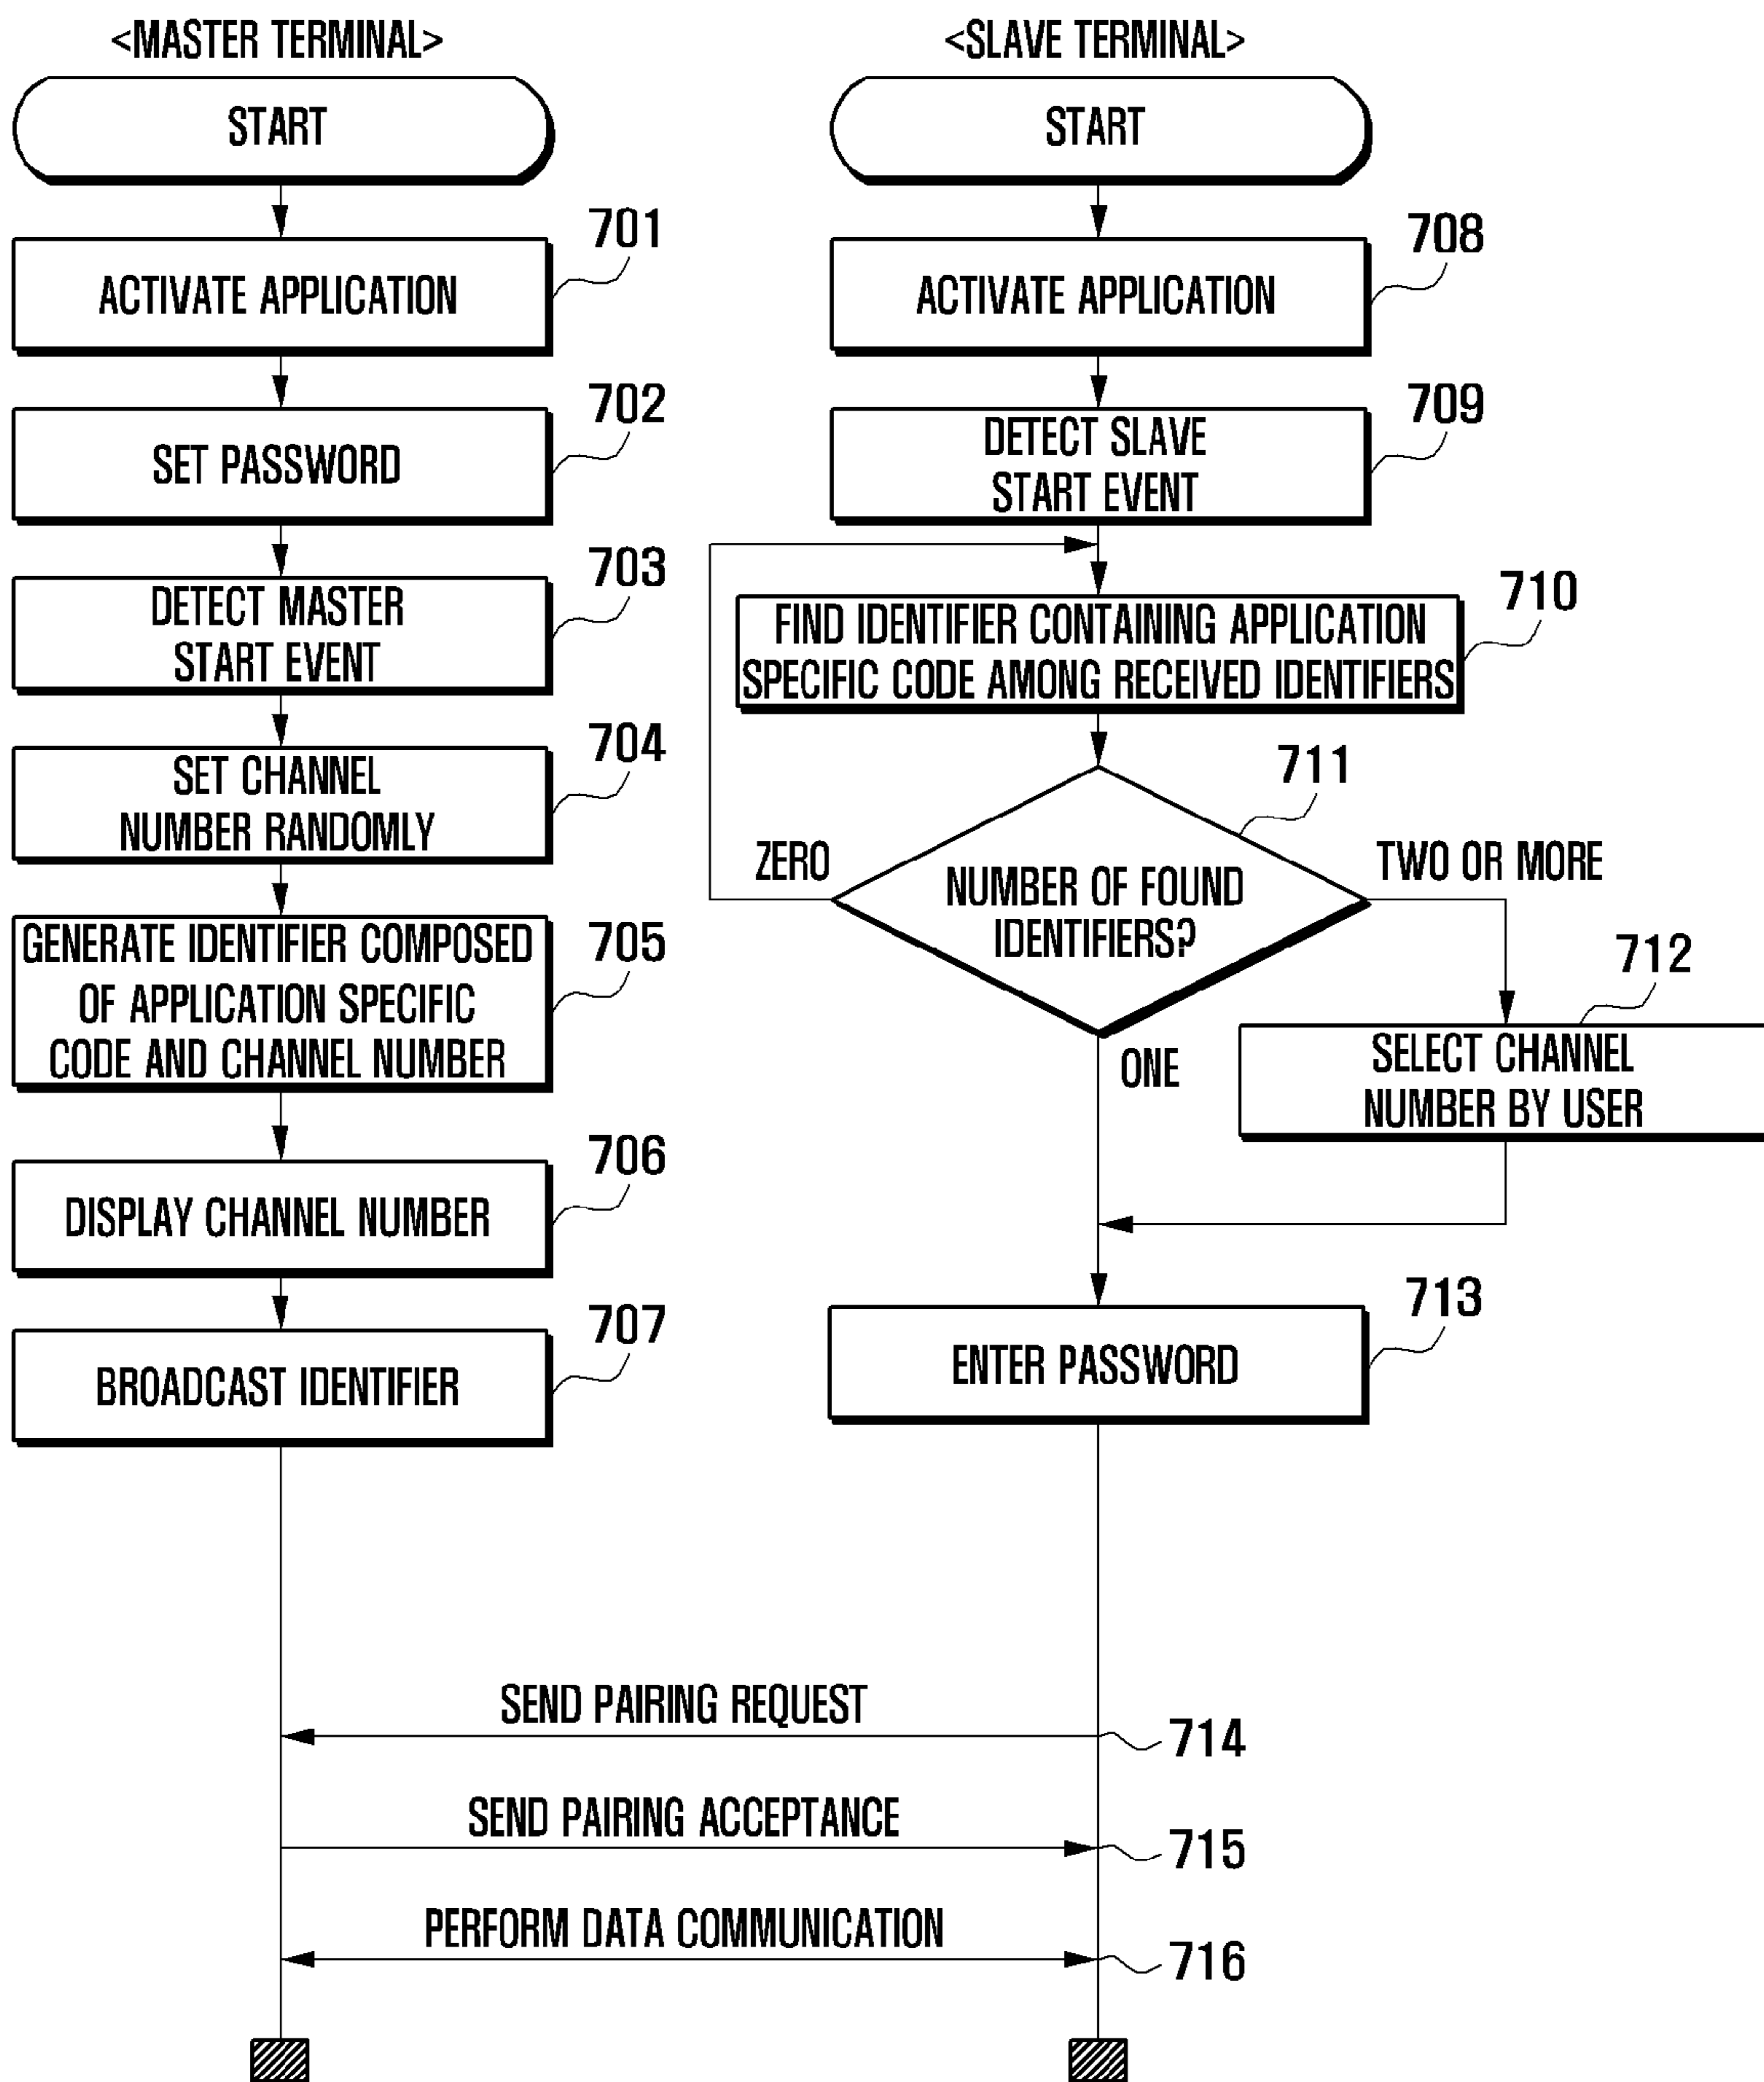 <MASTER TERMINAL>
START
701
ACTIVATE APPLICATION
702
SET PASSWORD
703
DETECT MASTER
START EVENT
704
SET CHANNEL
NUMBER RANDOMLY
705
GENERATE IDENTIFIER COMPOSED
OF APPLICATION SPECIFIC
CODE AND CHANNEL NUMBER
706
DISPLAY CHANNEL NUMBER
707
BROADCAST IDENTIFIER
<SLAVE TERMINAL>
START
708
ACTIVATE APPLICATION
709
DETECT SLAVE
START EVENT
710
FIND IDENTIFIER CONTAINING APPLICATION
SPECIFIC CODE AMONG RECEIVED IDENTIFIERS
711
ZERO
NUMBER OF FOUND
IDENTIFIERS?
TWO OR MORE
712
ONE
SELECT CHANNEL
NUMBER BY USER
713
ENTER PASSWORD
SEND PAIRING REQUEST
714
SEND PAIRING ACCEPTANCE
715
PERFORM DATA COMMUNICATION
716